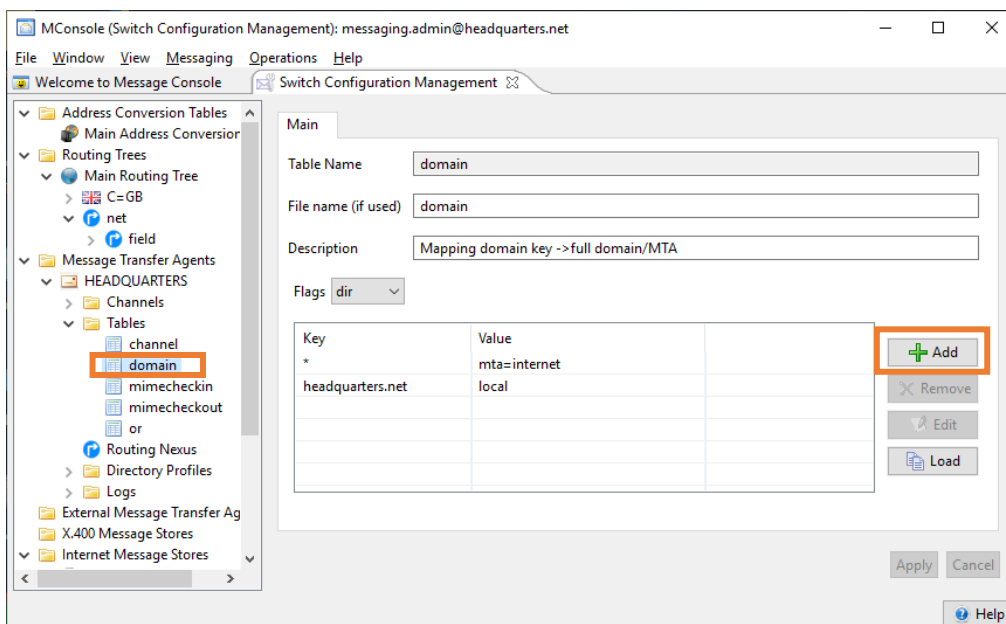 MConsole (Switch Configuration Management): messaging.admin@headquarters.net
File Window View Messaging Operations Help
Welcome to Message Console
Switch Configuration Management
Address Conversion Tables
Main Address Conversion
Routing Trees
Main Routing Tree
C=GB
net
field
Message Transfer Agents
HEADQUARTERS
Channels
Tables
channel
domain
mimecheckin
mimecheckout
or
Routing Nexus
Directory Profiles
Logs
External Message Transfer Ag
X.400 Message Stores
Internet Message Stores
Main
Table Name domain
File name (if used) domain
Description Mapping domain key ->full domain/MTA
Flags dir
Key Value
* mta=internet
headquarters.net local
Add
Remove
Edit
Load
Apply Cancel
Help